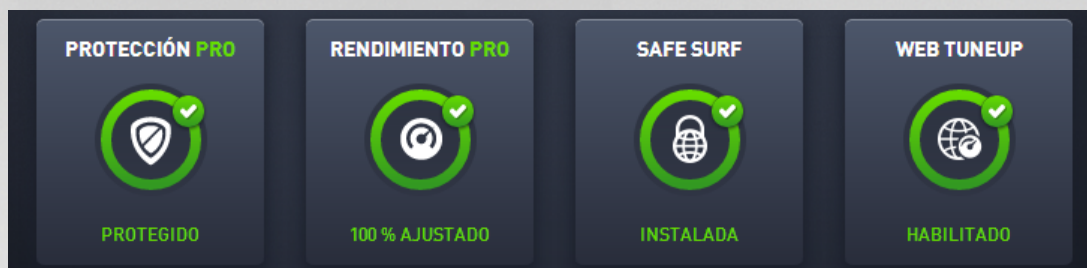 PROTECCIÓN PRO
PROTEGIDO
RENDIMIENTO PRO
100 % AJUSTADO
SAFE SURF
INSTALADA
WEB TUNEUP
HABILITADO